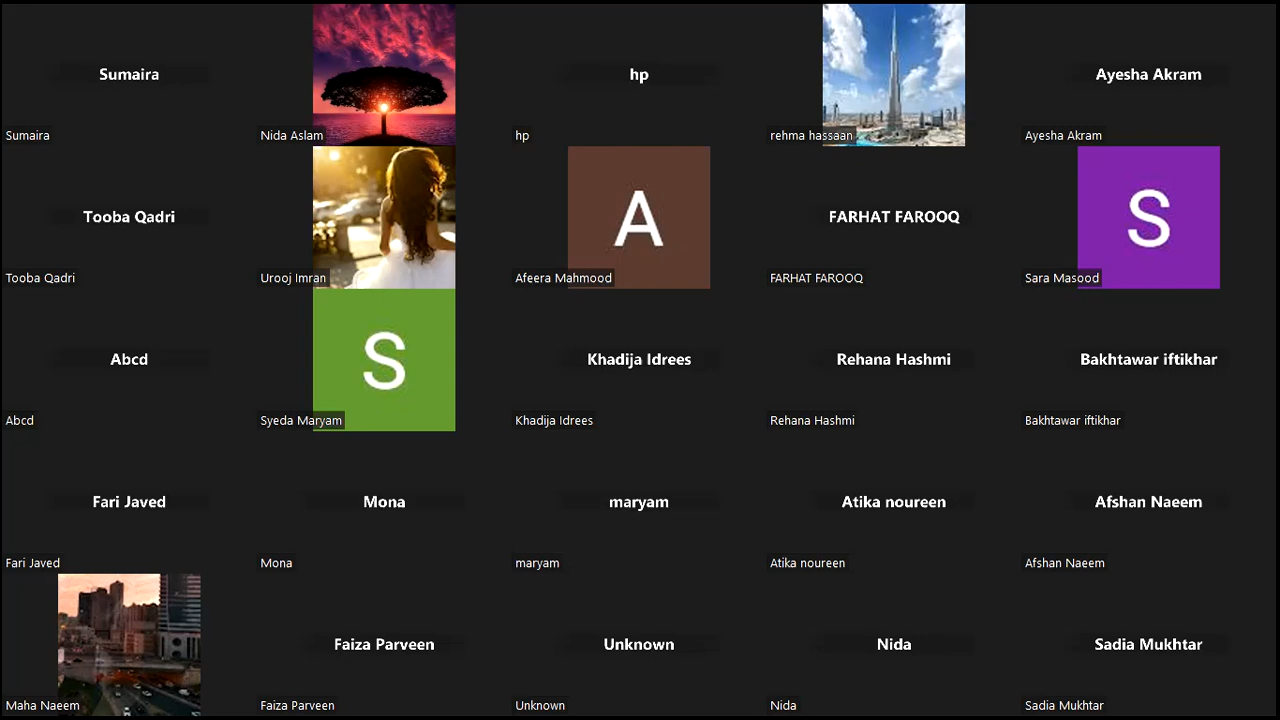 Sumaira
hp
Ayesha Akram
Sumaira
Nida Aslam
hp
rehma hassaan
Ayesha Akram
Tooba Qadri
A
FARHAT FAROOQ
S
Tooba Qadri
Urooj Imran
Afeera Mahmood
FARHAT FAROOQ
Sara Masood
Abcd
S
Khadija Idrees
Rehana Hashmi
Bakhtawar iftikhar
Abcd
Syeda Maryam
Khadija Idrees
Rehana Hashmi
Bakhtawar iftikhar
Fari Javed
Mona
maryam
Atika noureen
Afshan Naeem
Fari Javed
Mona
maryam
Atika noureen
Afshan Naeem
Faiza Parveen
Unknown
Nida
Sadia Mukhtar
Maha Naeem
Faiza Parveen
Unknown
Nida
Sadia Mukhtar